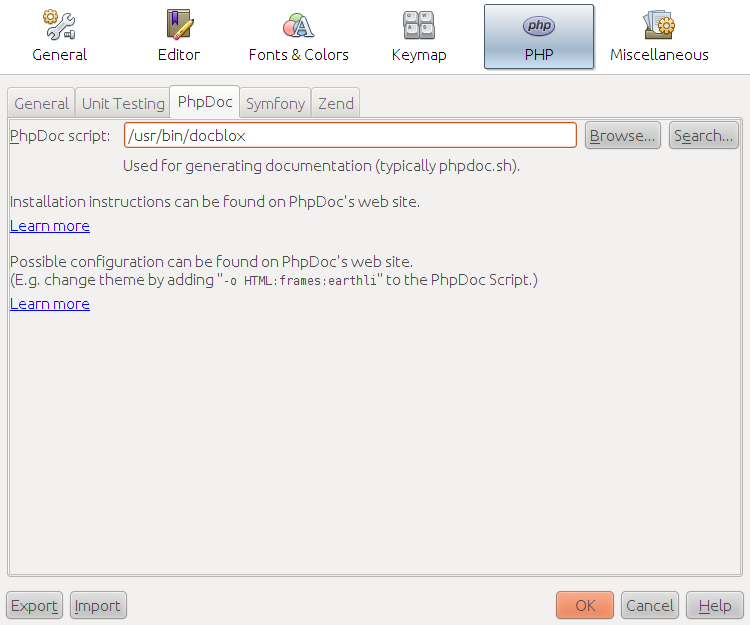 General Editor Fonts & Colors Keymap PHP Miscellaneous
General Unit Testing PhpDoc Symfony Zend
PhpDoc script: /usr/bin/docblox Browse... Search...
Used for generating documentation (typically phpdoc.sh).
Installation instructions can be found on PhpDoc's web site.
Learn more
Possible configuration can be found on PhpDoc's web site.
(E.g. change theme by adding "-o HTML:frames:earthli" to the PhpDoc Script.)
Learn more
Export Import OK Cancel Help